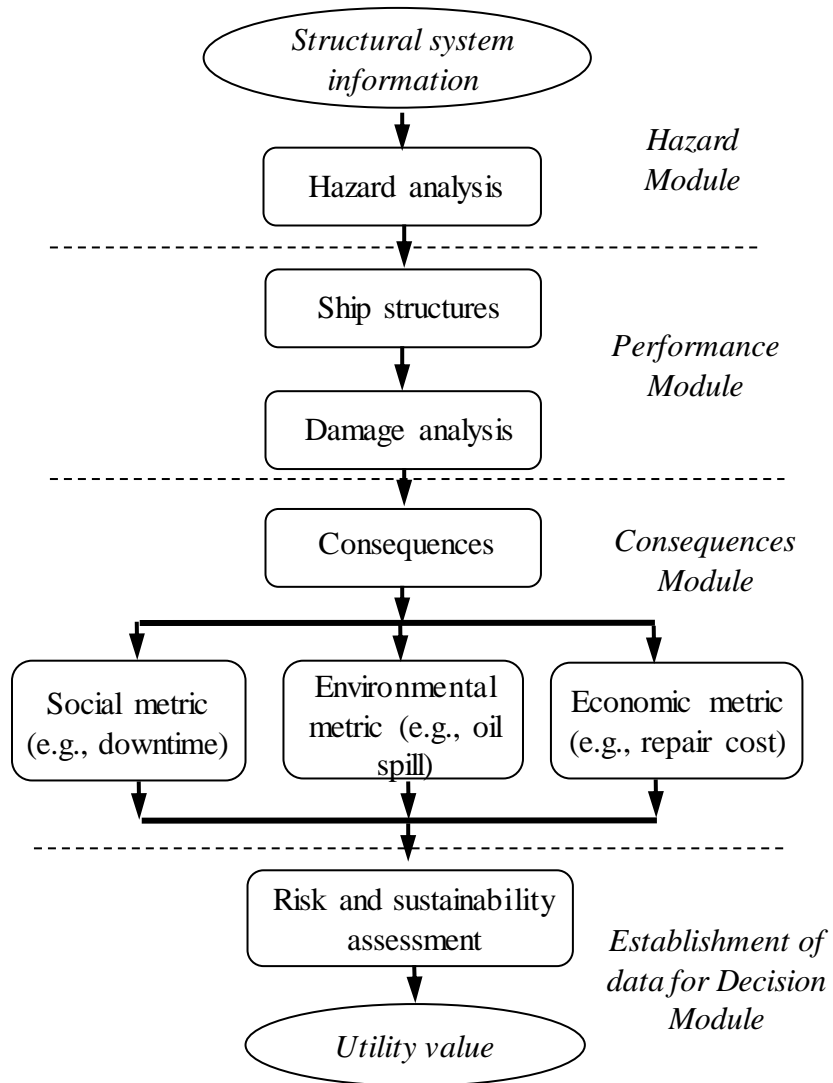 Structural system
information
Hazard
Module
Hazard analysis
Ship structures
Performance
Module
Damage analysis
Consequences
Consequences
Module
Social metric
(e.g., downtime)
Environmental
metric (e.g., oil
spill)
Economic metric
(e.g., repair cost)
Risk and sustainability
assessment
Establishment of
data for Decision
Module
Utility value